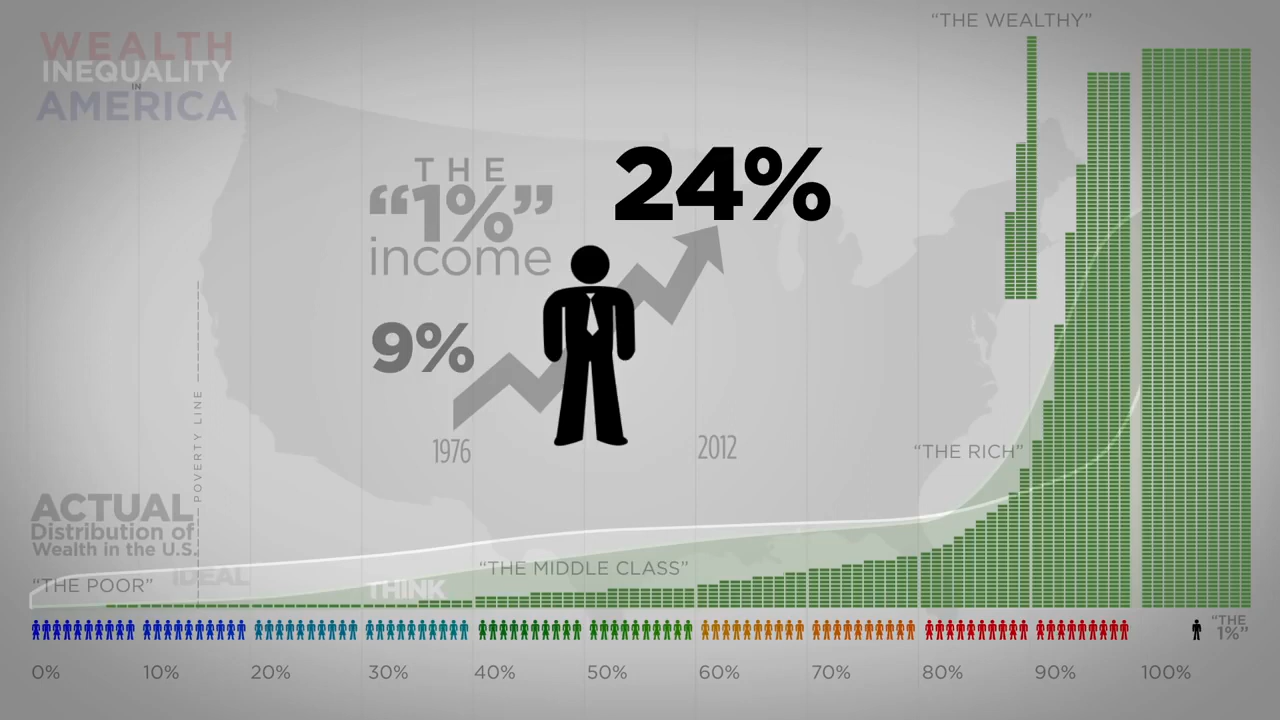 WEALTH
INEQUALITY
IN
AMERICA
"THE WEALTHY"
THE
"1%"
income
24%
9%
1976
2012
POVERTY LINE
"THE RICH"
ACTUAL
Distribution of
Wealth in the U.S.
"THE POOR"
IDEAL
THINK
"THE MIDDLE CLASS"
"THE
1%"
0% 10% 20% 30% 40% 50% 60% 70% 80% 90% 100%